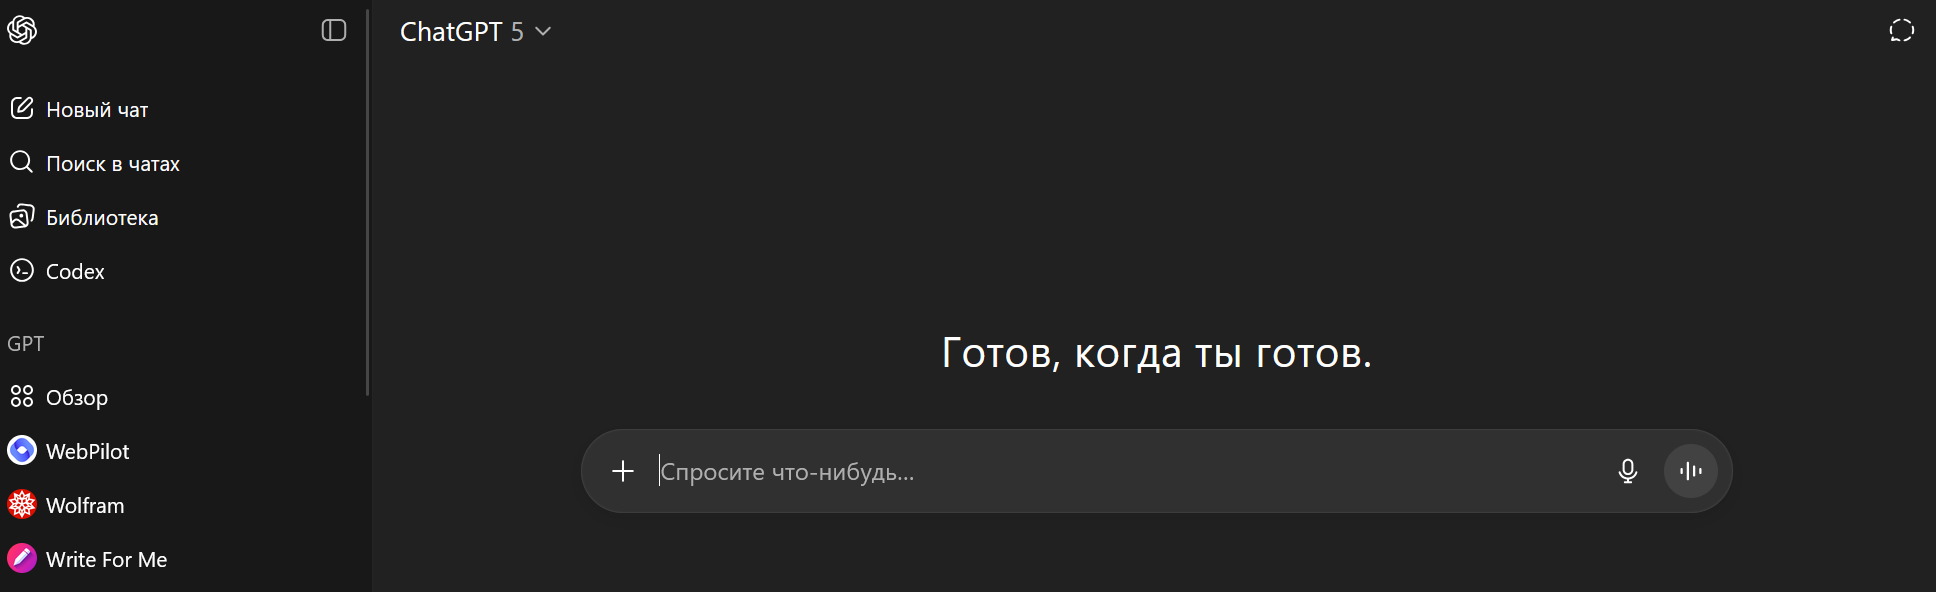 ChatGPT 5
Новый чат
Поиск в чатах
Библиотека
Codex
GPT
Обзор
WebPilot
Wolfram
Write For Me
Готов, когда ты готов.
Спросите что-нибудь...